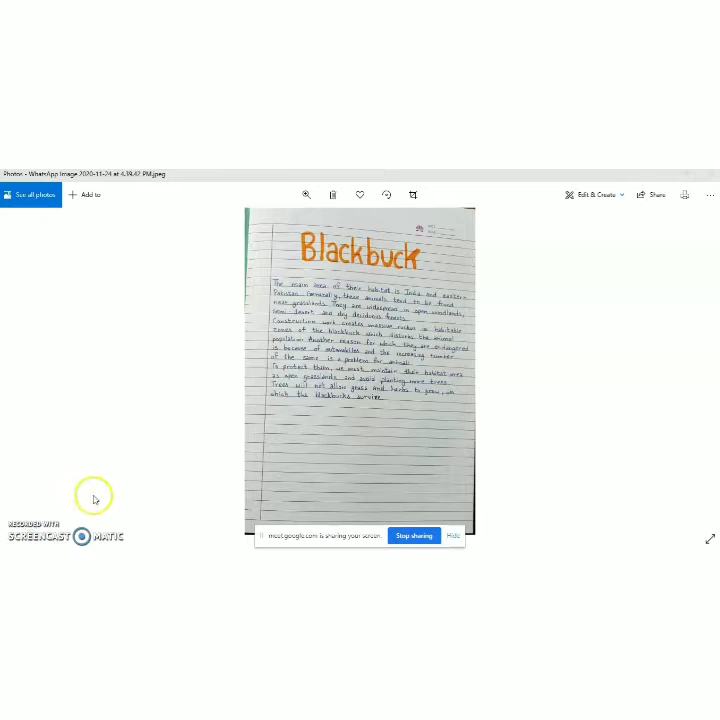 Photos - WhatsApp Image 2020-11-24 at 4.39.42 PM.jpeg
See all photos
Add to
Edit & Create
Share
Blackbuck
The main area of their habitat is India and eastern
Pakistan. Generally, these animals tend to be found
near grasslands. They are widespread in open woodlands,
semi desert and dry deciduous forests.
Construction work creates massive ruckus in habitable
zones of the blackbuck which disturbs the animal
population. Another reason for which they are endangered
is because of automobiles and the increasing number
of the same is a problem for animals.
To protect them, we must maintain their habitat area
as open grasslands and avoid planting more trees.
Trees will not allow grass and herbs to grow, on
which the blackbucks survive.
RECORDED WITH
SCREENCAST MATIC
meet.google.com is sharing your screen.
Stop sharing
Hide